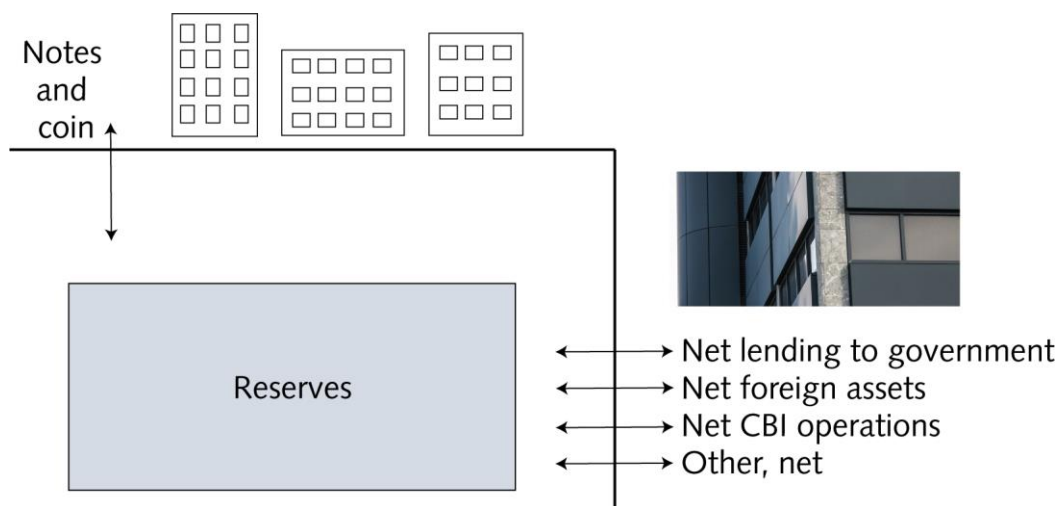 Notes
and
coin
Reserves
Net lending to government
Net foreign assets
Net CBI operations
Other, net